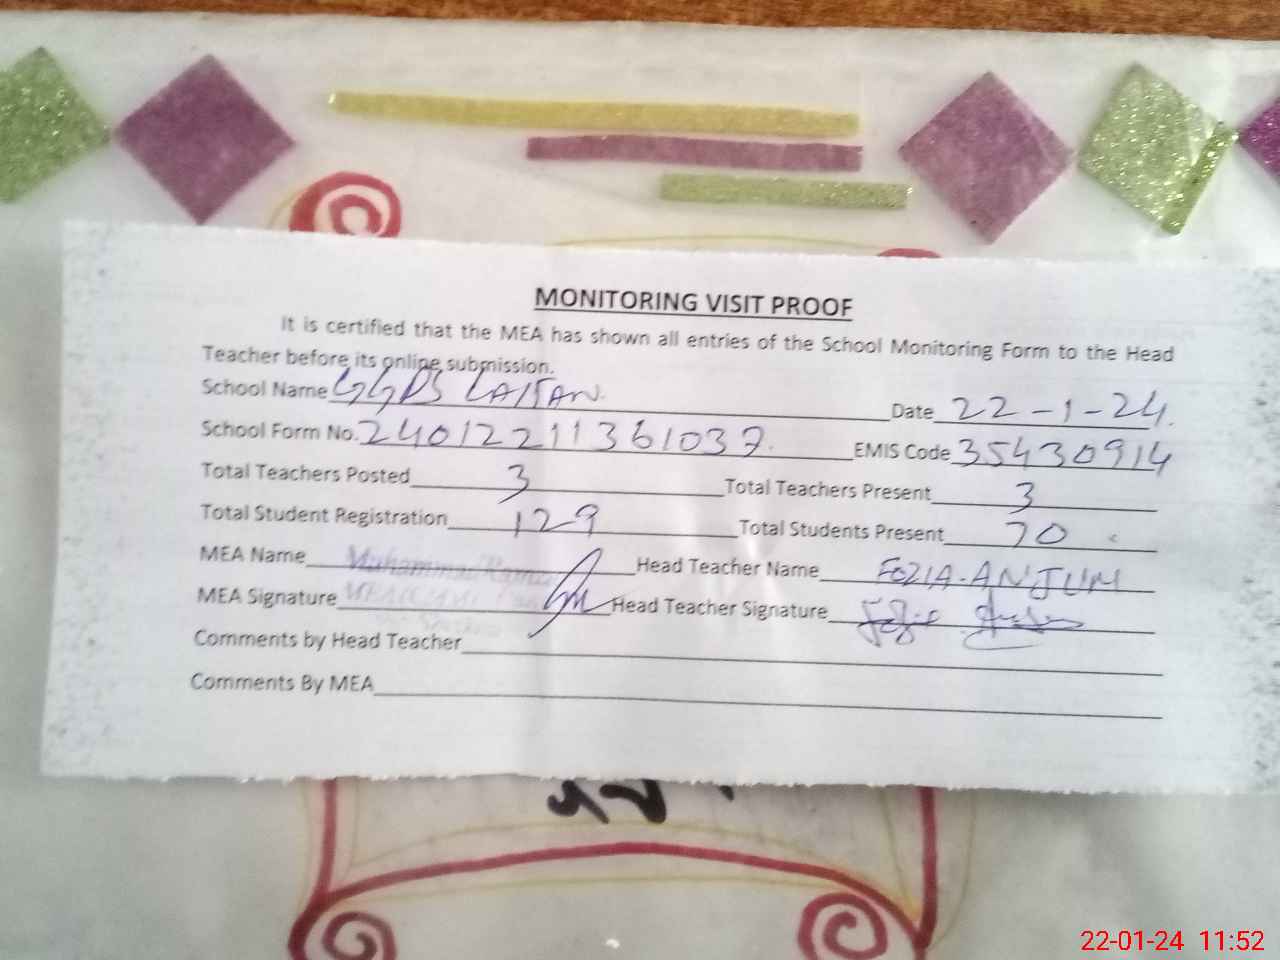 MONITORING VISIT PROOF
It is certified that the MEA has shown all entries of the School Monitoring Form to the Head
Teacher before its online submission.
School Name GGPS LAITAN Date 22-1-24.
School Form No. 24012211361037. EMIS Code 35430914
Total Teachers Posted 3 Total Teachers Present 3
Total Student Registration 129 Total Students Present 70
MEA Name Muhammad Head Teacher Name FOZIA-ANJUM
MEA Signature Head Teacher Signature
Comments by Head Teacher
Comments By MEA
22-01-24 11:52